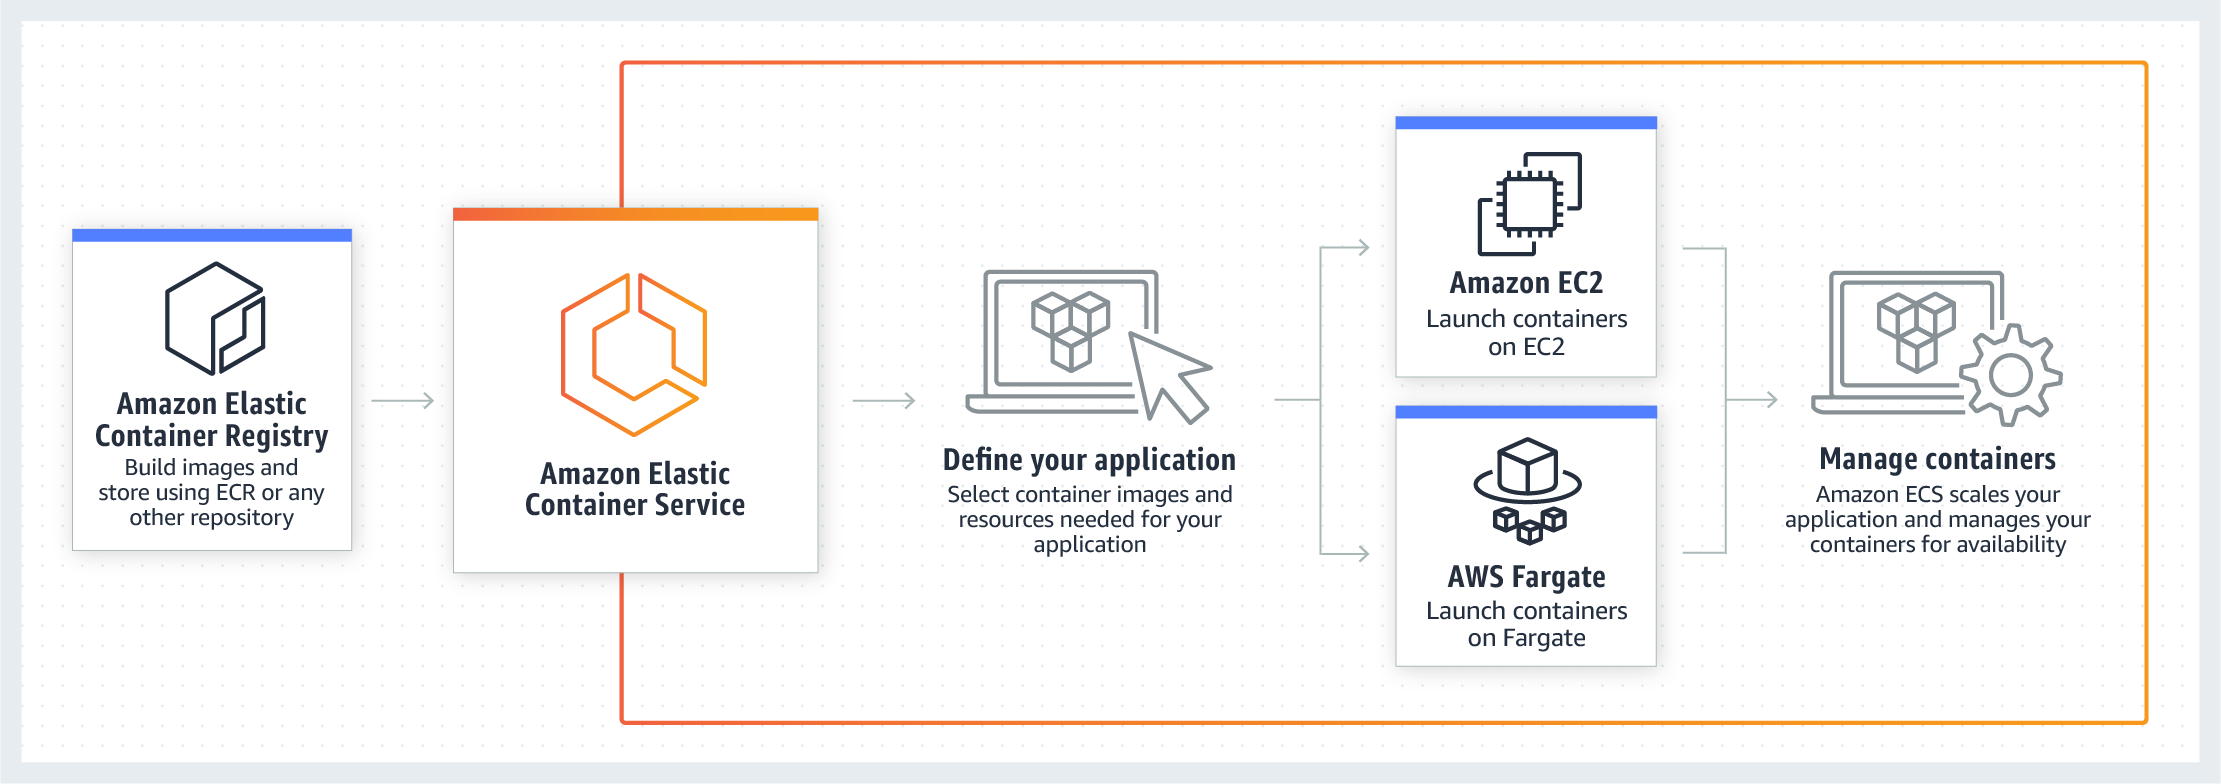 Amazon Elastic
Container Registry
Build images and
store using ECR or any
other repository
Amazon Elastic
Container Service
Define your application
Select container images and
resources needed for your
application
Amazon EC2
Launch containers
on EC2
AWS Fargate
Launch containers
on Fargate
Manage containers
Amazon ECS scales your
application and manages your
containers for availability